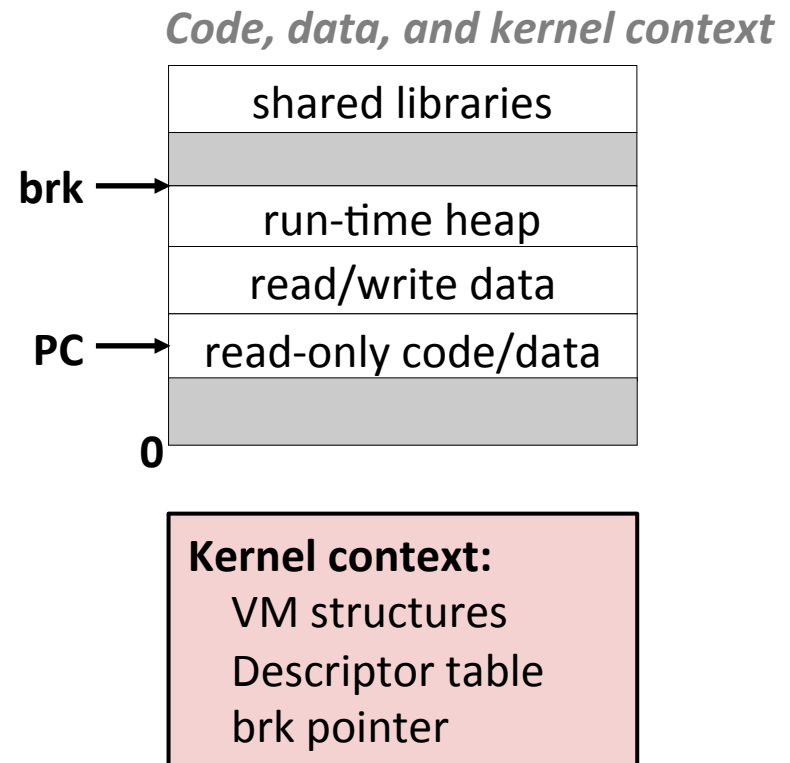 Code, data, and kernel context
shared libraries
brk
run-time heap
read/write data
PC
read-only code/data
0
Kernel context:
VM structures
Descriptor table
brk pointer